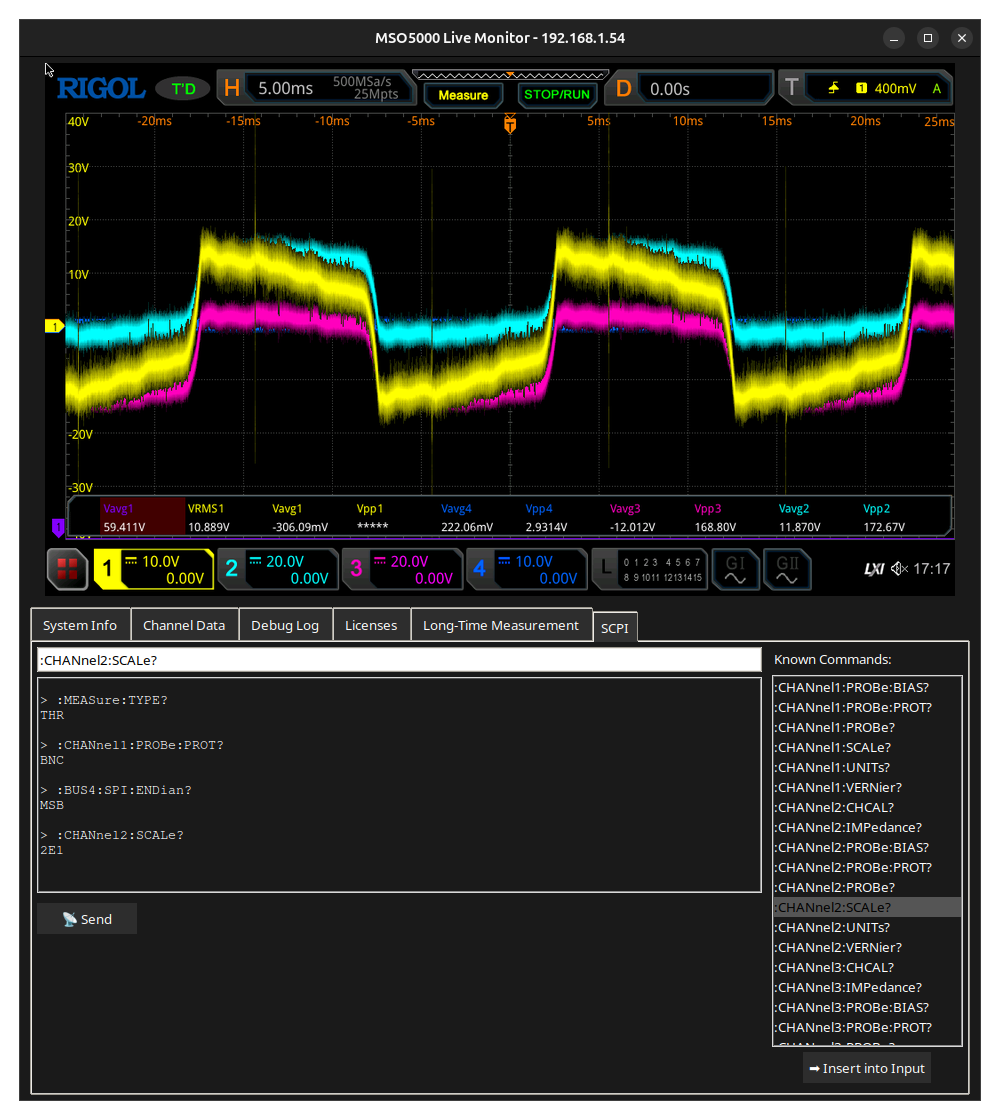 MSO5000 Live Monitor - 192.168.1.54
RIGOL T'D H 5.00ms 500MSa/s 25Mpts Measure STOP/RUN D 0.00s T 1 400mV A
40V -20ms -15ms -10ms -5ms T 5ms 10ms 15ms 20ms 25ms
30V
20V
10V
1
-20V
-30V
Vavg1 VRMS1 Vavg1 Vpp1 Vavg4 Vpp4 Vavg3 Vpp3 Vavg2 Vpp2
1 59.411V 10.889V -306.09mV ***** 222.06mV 2.9314V -12.012V 168.80V 11.870V 172.67V
1 10.0V 0.00V 2 20.0V 0.00V 3 20.0V 0.00V 4 10.0V 0.00V L 0 1 2 3 4 5 6 7 8 9 1011 12131415 GI GII LXI 17:17
System Info Channel Data Debug Log Licenses Long-Time Measurement SCPI
:CHANnel2:SCALe?
> :MEASure:TYPE?
THR
> :CHANnel1:PROBe:PROT?
BNC
> :BUS4:SPI:ENDian?
MSB
> :CHANnel2:SCALe?
2E1
Send
Known Commands:
:CHANnel1:PROBe:BIAS?
:CHANnel1:PROBe:PROT?
:CHANnel1:PROBe?
:CHANnel1:SCALe?
:CHANnel1:UNITs?
:CHANnel1:VERNier?
:CHANnel2:CHCAL?
:CHANnel2:IMPedance?
:CHANnel2:PROBe:BIAS?
:CHANnel2:PROBe:PROT?
:CHANnel2:PROBe?
:CHANnel2:SCALe?
:CHANnel2:UNITs?
:CHANnel2:VERNier?
:CHANnel3:CHCAL?
:CHANnel3:IMPedance?
:CHANnel3:PROBe:BIAS?
:CHANnel3:PROBe:PROT?
➡ Insert into Input